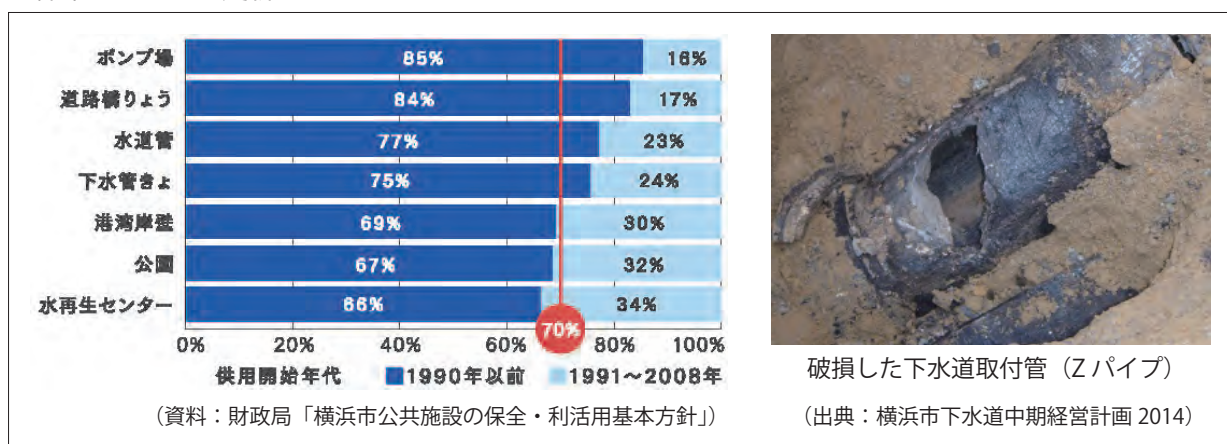 ポンプ場 85% 16%
道路橋りょう 84% 17%
水道管 77% 23%
下水管きょ 75% 24%
港湾岸壁 69% 30%
公園 67% 32%
水再生センター 66% 34%
70%
0% 20% 40% 60% 80% 100%
供用開始年代 ■1990年以前 ■1991～2008年
（資料：財政局「横浜市公共施設の保全・利活用基本方針」）
破損した下水道取付管（Z パイプ）
（出典：横浜市下水道中期経営計画 2014）